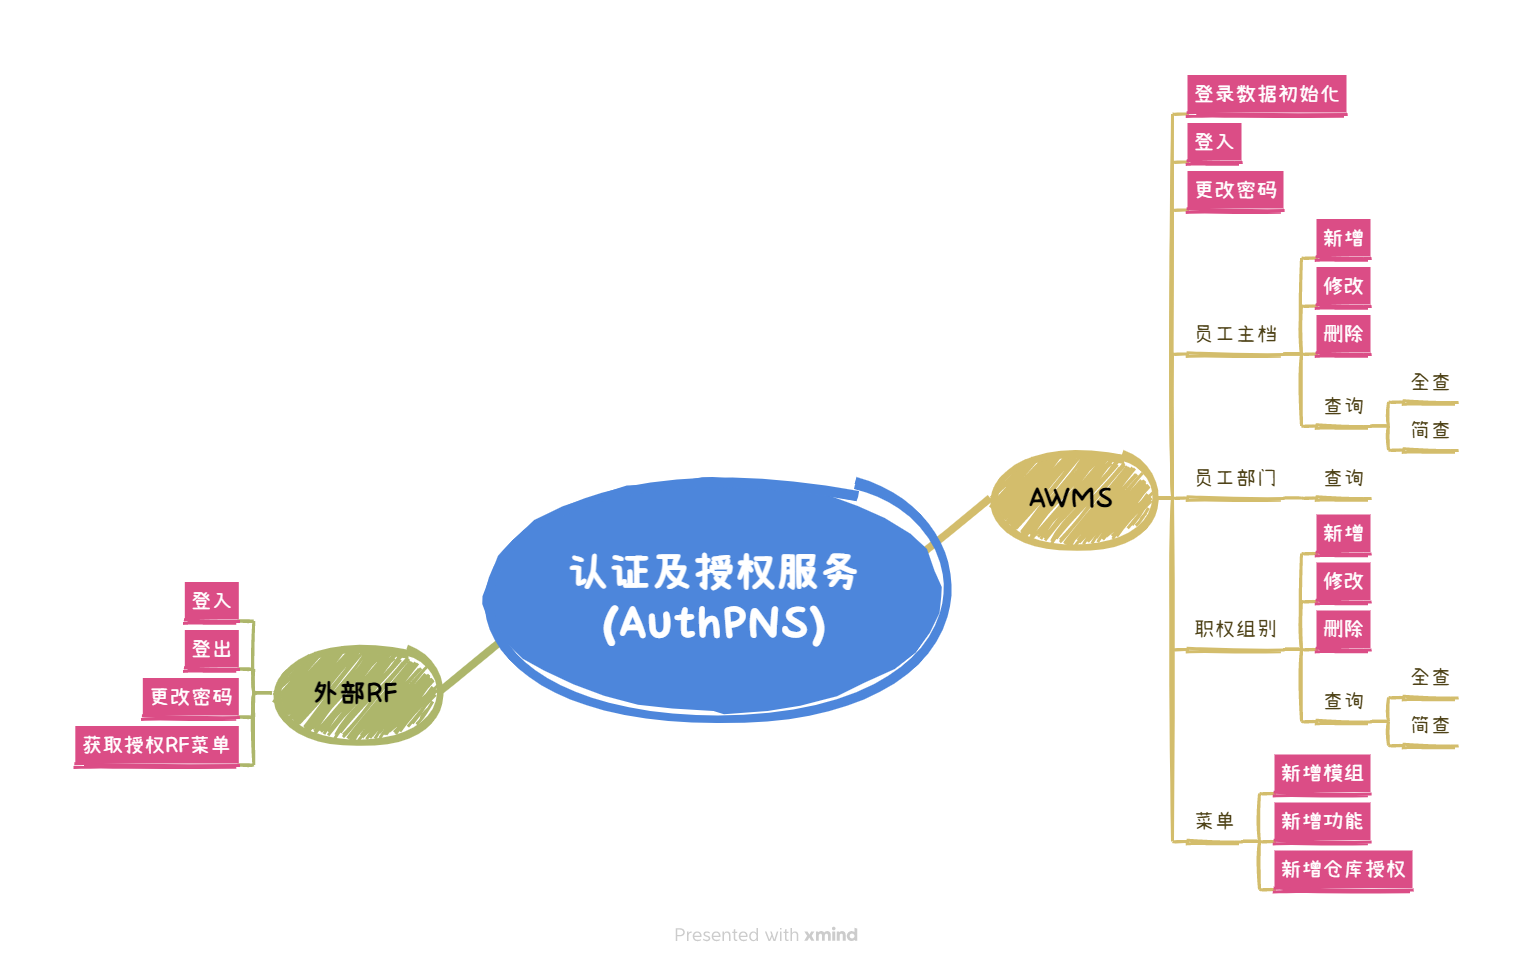 认证及授权服务
(AuthPNS)
AWMS
登录数据初始化
登入
更改密码
员工主档
新增
修改
删除
查询
全查
简查
员工部门
查询
职权组别
新增
修改
删除
查询
全查
简查
菜单
新增模组
新增功能
新增仓库授权
外部RF
登入
登出
更改密码
获取授权RF菜单
Presented with xmind